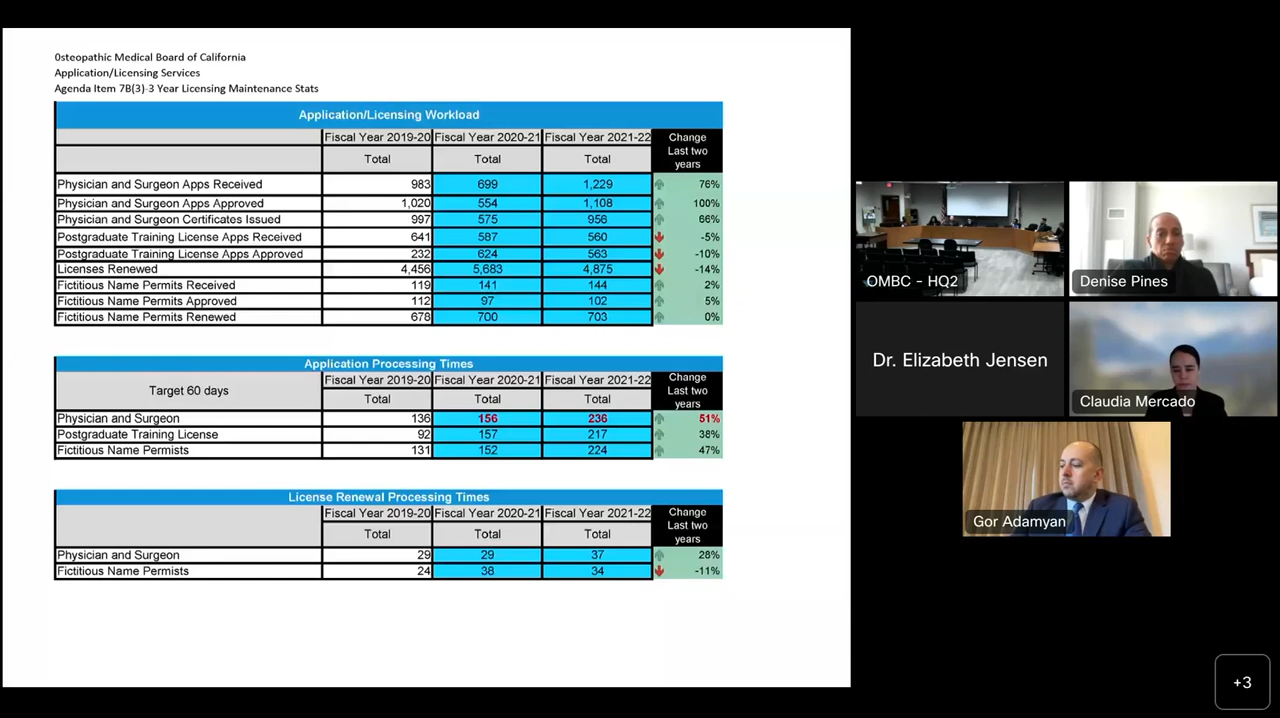 0steopathic Medical Board of California
Application/Licensing Services
Agenda Item 7B(3)-3 Year Licensing Maintenance Stats
Application/Licensing Workload
Fiscal Year 2019-20 Fiscal Year 2020-21 Fiscal Year 2021-22 Change Last two years
Total Total Total
Physician and Surgeon Apps Received 983 699 1,229 76%
Physician and Surgeon Apps Approved 1,020 554 1,108 100%
Physician and Surgeon Certificates Issued 997 575 956 66%
Postgraduate Training License Apps Received 641 587 560 -5%
Postgraduate Training License Apps Approved 232 624 563 -10%
Licenses Renewed 4,456 5,683 4,875 -14%
Fictitious Name Permits Received 119 141 144 2%
Fictitious Name Permits Approved 112 97 102 5%
Fictitious Name Permits Renewed 678 700 703 0%
Application Processing Times
Target 60 days Fiscal Year 2019-20 Fiscal Year 2020-21 Fiscal Year 2021-22 Change Last two years
Total Total Total
Physician and Surgeon 136 156 236 51%
Postgraduate Training License 92 157 217 38%
Fictitious Name Permists 131 152 224 47%
License Renewal Processing Times
Fiscal Year 2019-20 Fiscal Year 2020-21 Fiscal Year 2021-22 Change Last two years
Total Total Total
Physician and Surgeon 29 29 37 28%
Fictitious Name Permists 24 38 34 -11%
OMBC - HQ2
Denise Pines
Dr. Elizabeth Jensen
Claudia Mercado
Gor Adamyan
+3